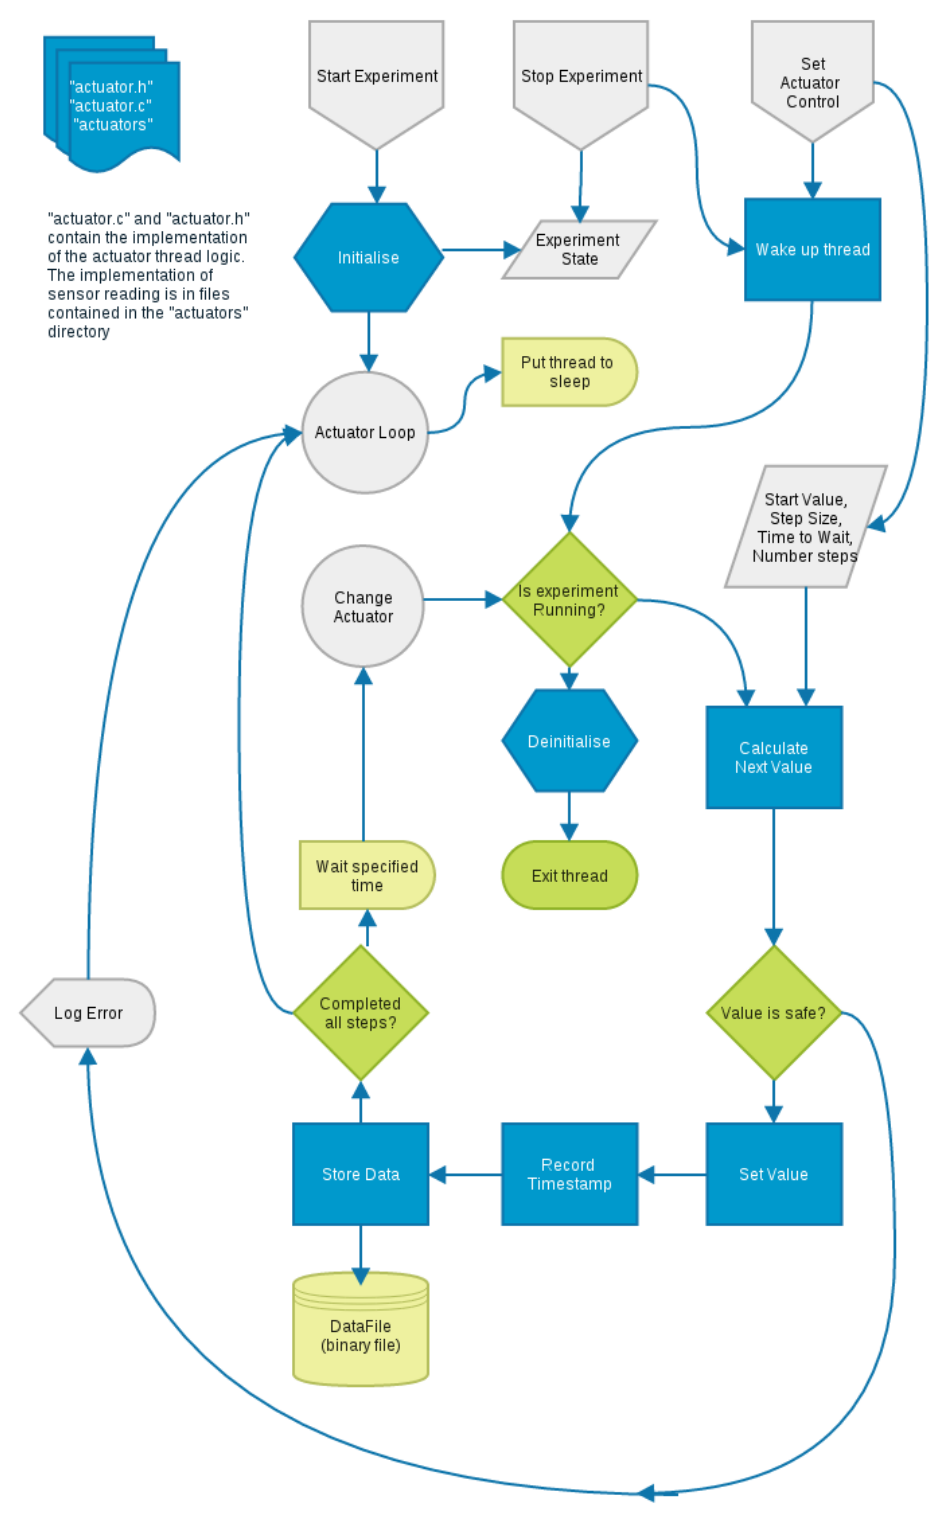 "actuator.h"
"actuator.c"
"actuators"
Start Experiment
Stop Experiment
Set
Actuator
Control
"actuator.c" and "actuator.h"
contain the implementation
of the actuator thread logic.
The implementation of
sensor reading is in files
contained in the "actuators"
directory
Initialise
Experiment
State
Wake up thread
Put thread to
sleep
Actuator Loop
Start Value,
Step Size,
Time to Wait,
Number steps
Change
Actuator
Is experiment
Running?
Deinitialise
Calculate
Next Value
Wait specified
time
Exit thread
Log Error
Completed
all steps?
Value is safe?
Store Data
Record
Timestamp
Set Value
DataFile
(binary file)